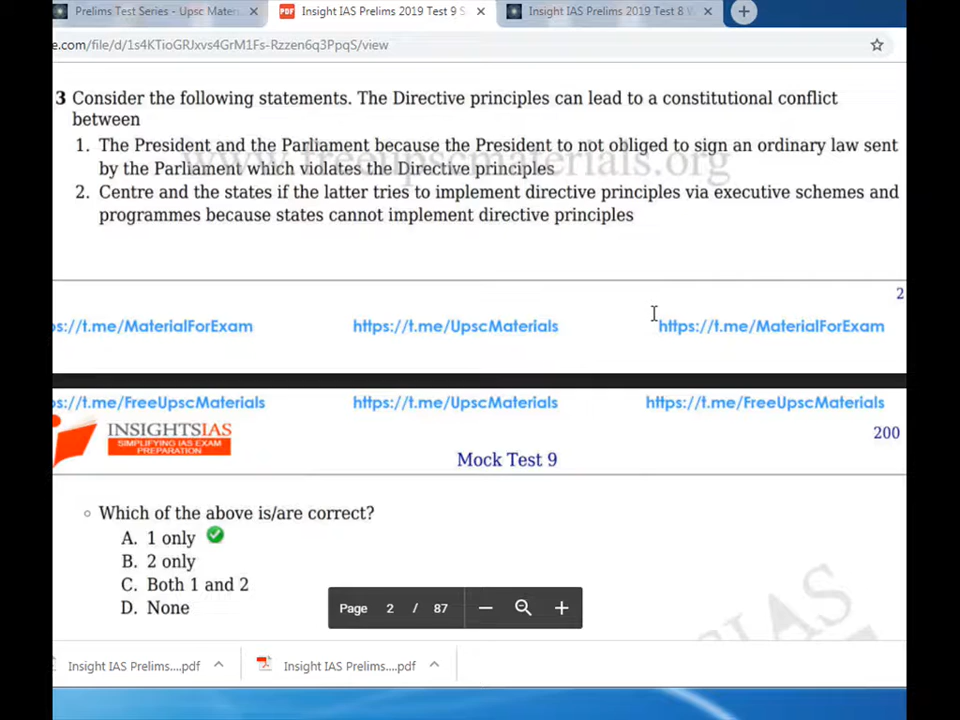 Prelims Test Series - Upsc Mater
Insight IAS Prelims 2019 Test 9 S
Insight IAS Prelims 2019 Test 8 W
e.com/file/d/1s4KTioGRJxvs4GrM1Fs-Rzzen6q3PpqS/view
3 Consider the following statements. The Directive principles can lead to a constitutional conflict
between
1. The President and the Parliament because the President to not obliged to sign an ordinary law sent
by the Parliament which violates the Directive principles
www.freeupscmaterials.org
2. Centre and the states if the latter tries to implement directive principles via executive schemes and
programmes because states cannot implement directive principles
2
ps://t.me/MaterialForExam https://t.me/UpscMaterials https://t.me/MaterialForExam
ps://t.me/FreeUpscMaterials https://t.me/UpscMaterials https://t.me/FreeUpscMaterials
INSIGHTSIAS
SIMPLIFYING IAS EXAM
PREPARATION
200
Mock Test 9
Which of the above is/are correct?
A. 1 only
B. 2 only
C. Both 1 and 2
D. None
Page 2 / 87
SIAS
Insight IAS Prelims....pdf
PDF
Insight IAS Prelims....pdf